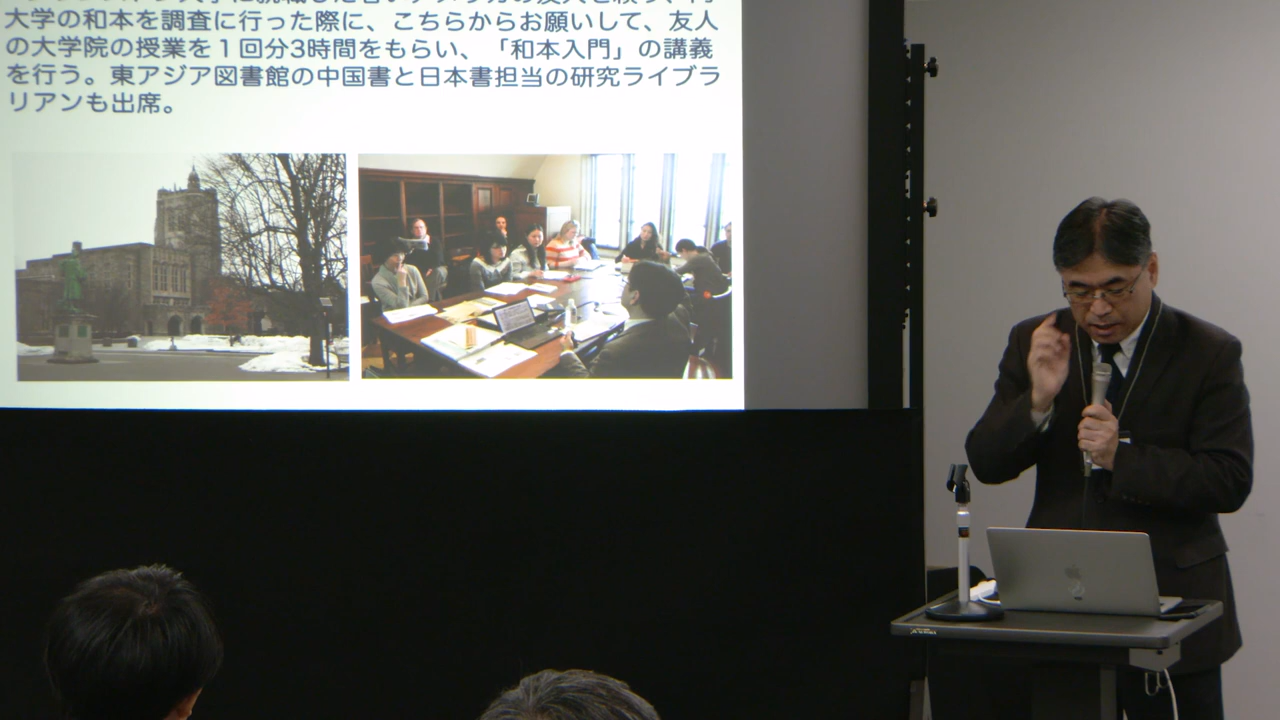 大学の和本を調査に行った際に、こちらからお願いして、友人
の大学院の授業を１回分3時間をもらい、「和本入門」の講義
を行う。東アジア図書館の中国書と日本書担当の研究ライブラ
リアンも出席。